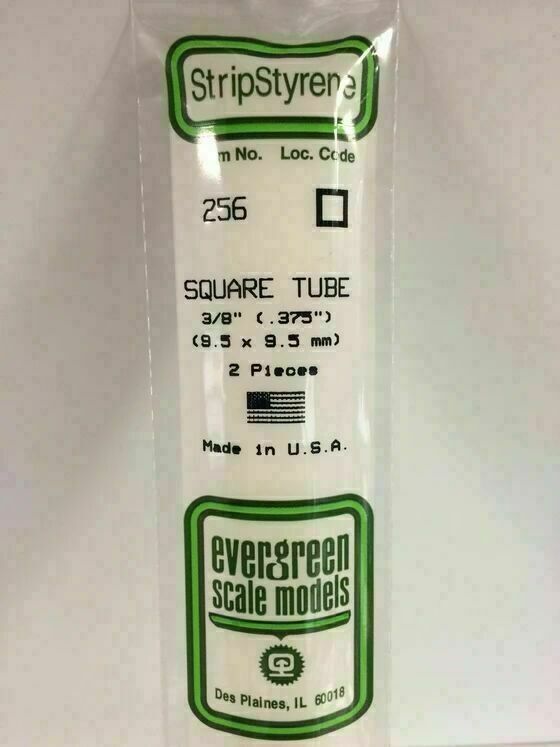 StripStyrene
m No. Loc. Code
256
SQUARE TUBE
3/8" (.375")
(9.5 x 9.5 mm)
2 Pieces
Made in U.S.A.
evergreen
scale models
Des Plaines, IL 60018